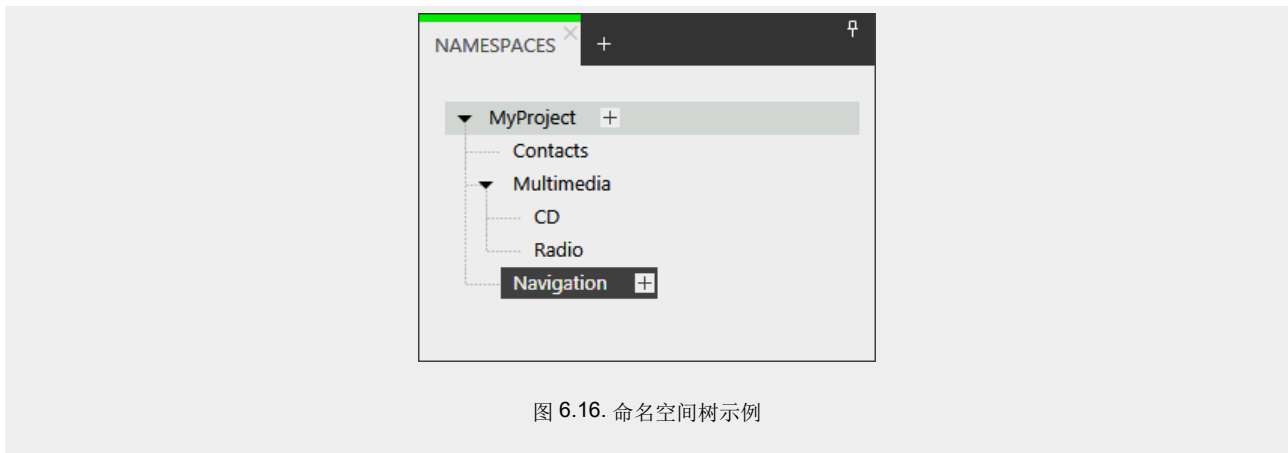 NAMESPACES
MyProject
Contacts
Multimedia
CD
Radio
Navigation
图 6.16. 命名空间树示例